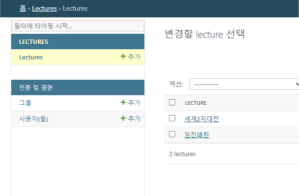 홈 › Lectures › Lectures
필터에 타이핑 시작...
LECTURES
Lectures + 추가
인증 및 권한
그룹 + 추가
사용자(들) + 추가
변경할 lecture 선택
액션: ---------
LECTURE
세계2차대전
임진왜란
2 lectures